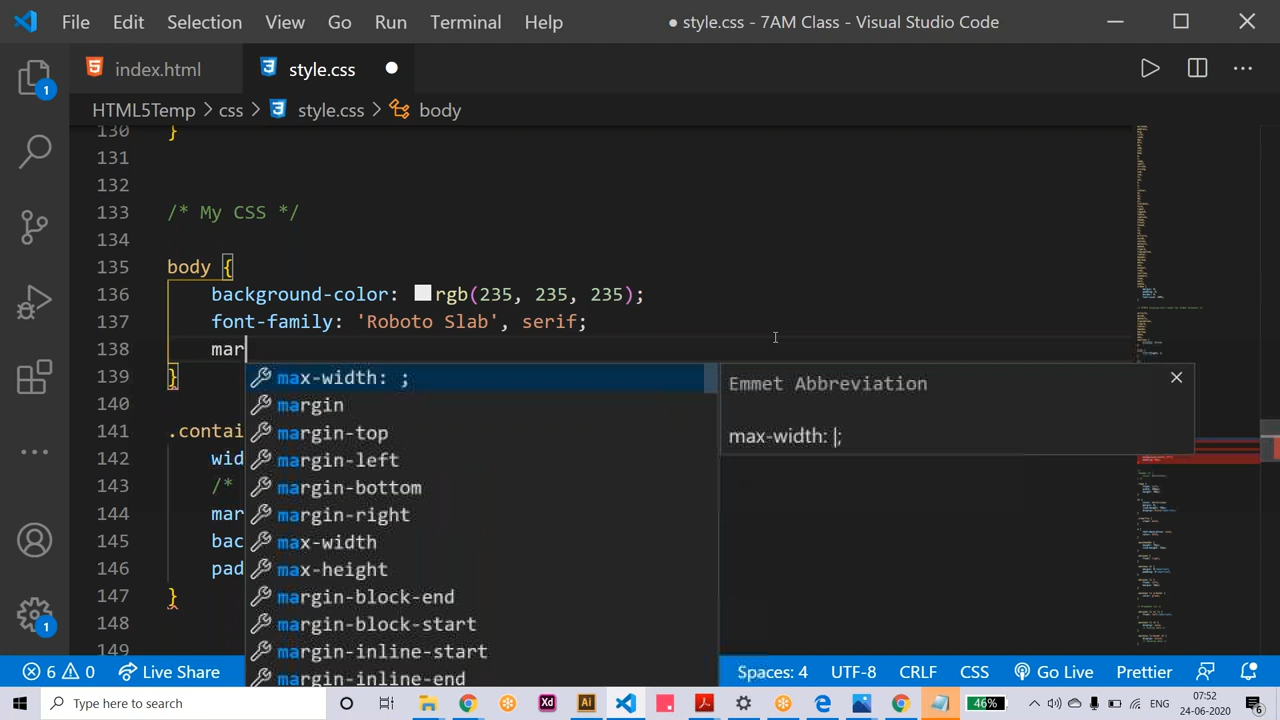 File Edit Selection View Go Run Terminal Help ● style.css - 7AM Class - Visual Studio Code
index.html style.css
HTML5Temp > css > style.css > body
130 }
131
132
133 /* My CSS */
134
135 body {
136 background-color: rgb(235, 235, 235);
137 font-family: 'Roboto Slab', serif;
138 mar
139 }
140
141 .contai
142 wid
143 /*
144 mar
145 bac
146 pad
147 }
148
149
max-width: ;
margin
margin-top
margin-left
margin-bottom
margin-right
max-width
max-height
margin-block-end
margin-block-start
margin-inline-start
margin-inline-end
Emmet Abbreviation
max-width: |;
1
1
6 0 Live Share Spaces: 4 UTF-8 CRLF CSS Go Live Prettier
Type here to search 46% 07:52
24-06-2020 6